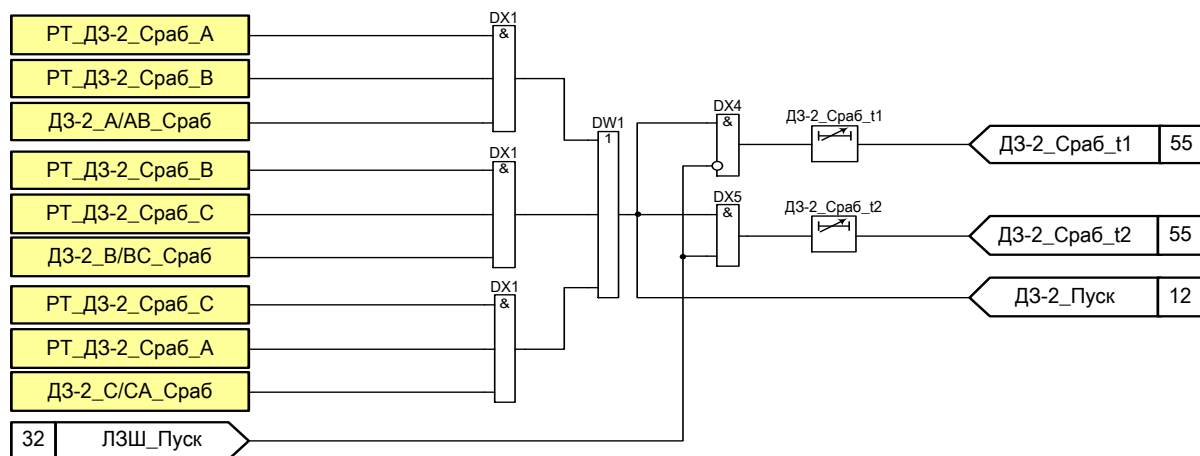 РТ_ДЗ-2_Сраб_А
РТ_ДЗ-2_Сраб_В
ДЗ-2_А/АВ_Сраб
РТ_ДЗ-2_Сраб_В
РТ_ДЗ-2_Сраб_С
ДЗ-2_В/ВС_Сраб
РТ_ДЗ-2_Сраб_С
РТ_ДЗ-2_Сраб_А
ДЗ-2_С/СА_Сраб
32 ЛЗШ_Пуск
DX1
&
DX1
&
DX1
&
DW1
1
DX4
&
DX5
&
ДЗ-2_Сраб_t1
ДЗ-2_Сраб_t2
ДЗ-2_Сраб_t1 55
ДЗ-2_Сраб_t2 55
ДЗ-2_Пуск 12